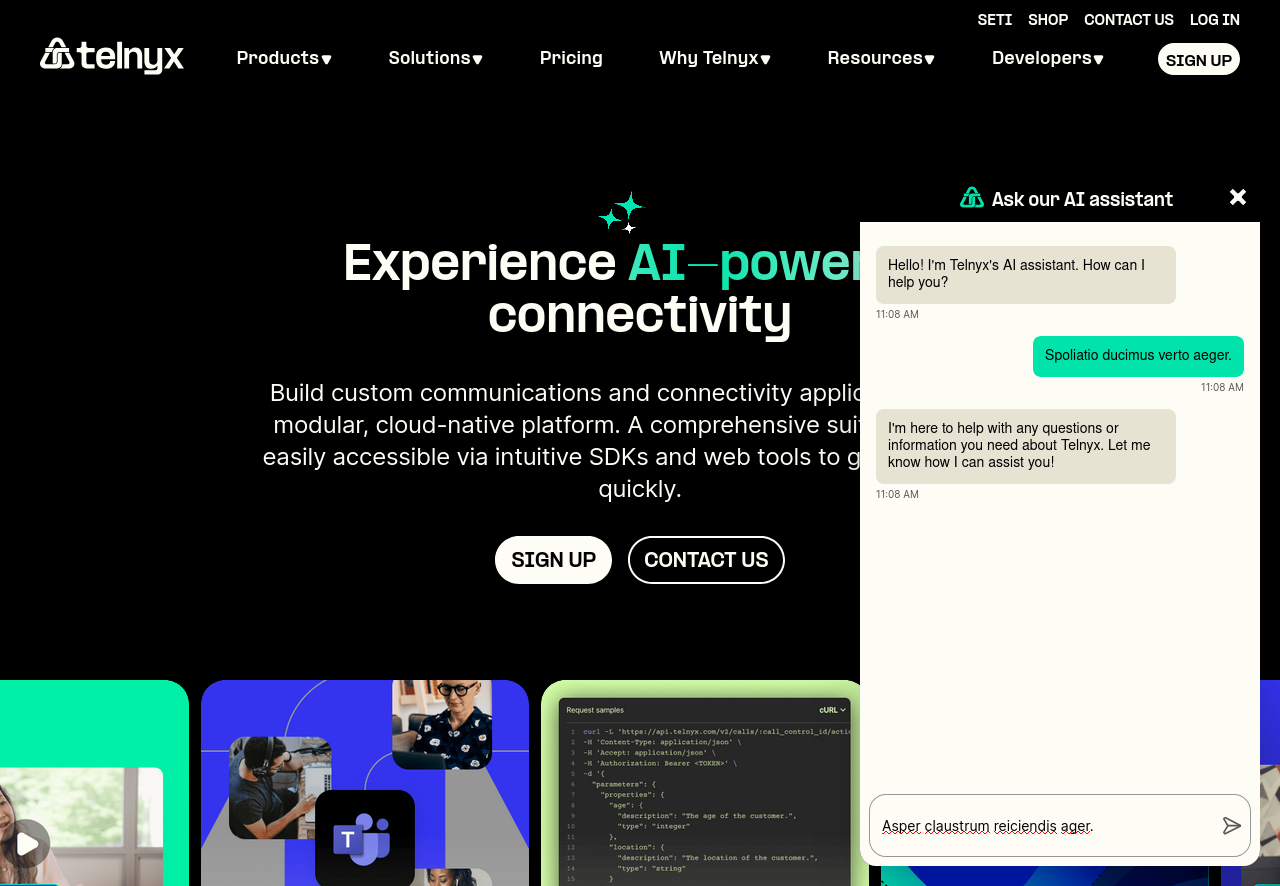 SETI SHOP CONTACT US LOG IN
telnyx Products Solutions Pricing Why Telnyx Resources Developers SIGN UP
Experience AI—power
connectivity
Build custom communications and connectivity applic
modular, cloud-native platform. A comprehensive sui
easily accessible via intuitive SDKs and web tools to g
quickly.
SIGN UP CONTACT US
Ask our AI assistant
Hello! I'm Telnyx's AI assistant. How can I
help you?
11:08 AM
Spoliatio ducimus verto aeger.
11:08 AM
I'm here to help with any questions or
information you need about Telnyx. Let me
know how I can assist you!
11:08 AM
Asper claustrum reiciendis ager.
T
Request samples cURL
1 curl -L 'https://api.telnyx.com/v2/calls/:call_control_id/actio
2 -H 'Content-Type: application/json' \
3 -H 'Accept: application/json' \
4 -H 'Authorization: Bearer <TOKEN>' \
5 -d '{
6 "parameters": {
7 "properties": {
8 "age": {
9 "description": "The age of the customer.",
10 "type": "integer"
11 },
12 "location": {
13 "description": "The location of the customer.",
14 "type": "string"
15 }